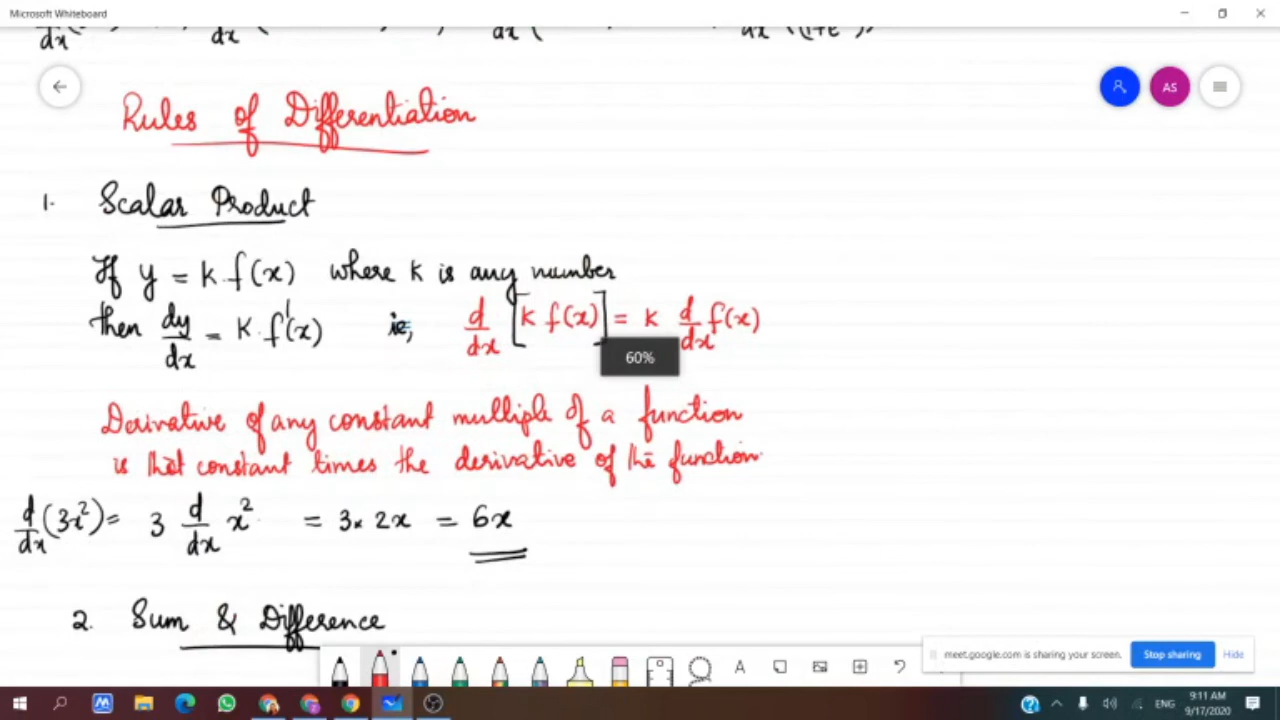 Microsoft Whiteboard
Rules of Differentiation
AS
1. Scalar Product
If y = k.f(x) where k is any number
then dy/dx = k.f'(x) ie, d/dx [k f(x)] = k d/dx f(x)
60%
Derivative of any constant multiple of a function
is that constant times the derivative of the function.
d/dx (3x²) = 3 d/dx x² = 3 × 2x = 6x
2. Sum & Difference
meet.google.com is sharing your screen.
Stop sharing
Hide
A
ENG
9:11 AM
9/17/2020